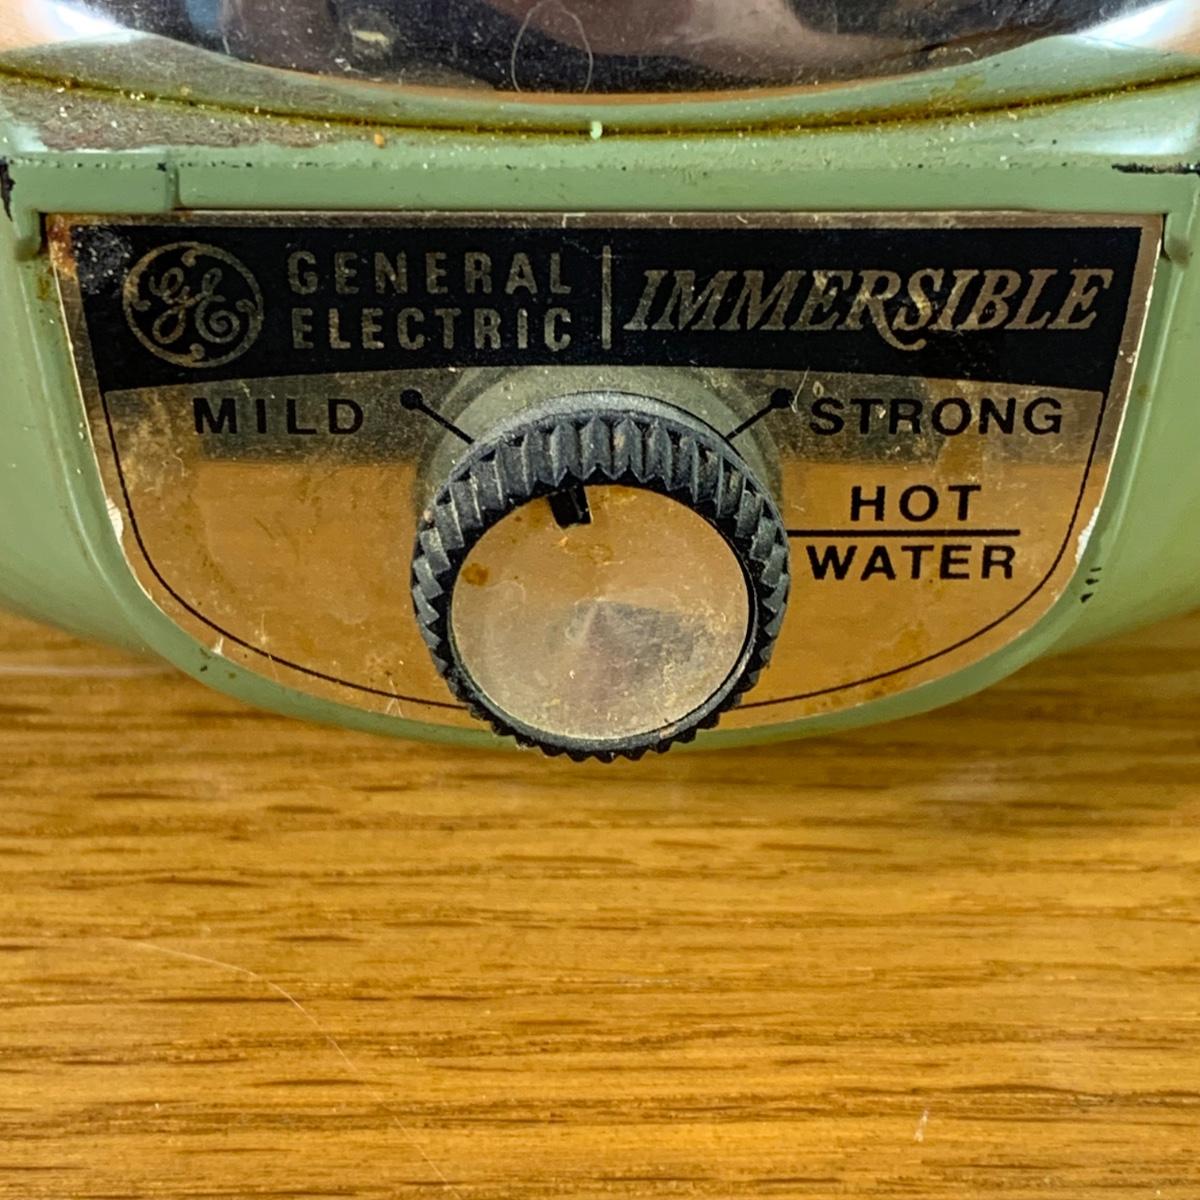 GE
GENERAL
ELECTRIC
IMMERSIBLE
MILD
STRONG
HOT
WATER